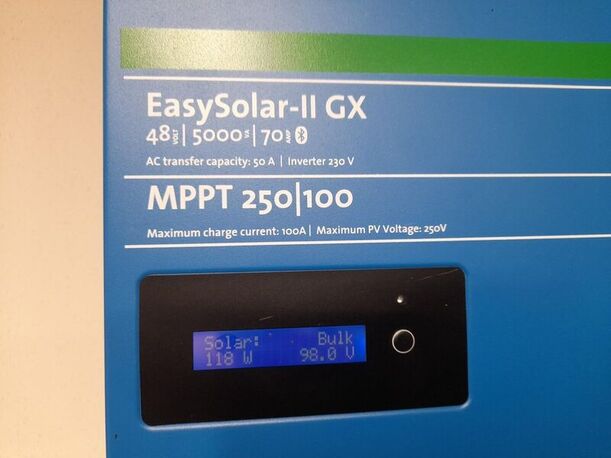 EasySolar-II GX
48 VOLT | 5000 VA | 70 AMP
AC transfer capacity: 50 A | Inverter 230 V
MPPT 250|100
Maximum charge current: 100A | Maximum PV Voltage: 250V
Solar: Bulk
118 W 98.0 V